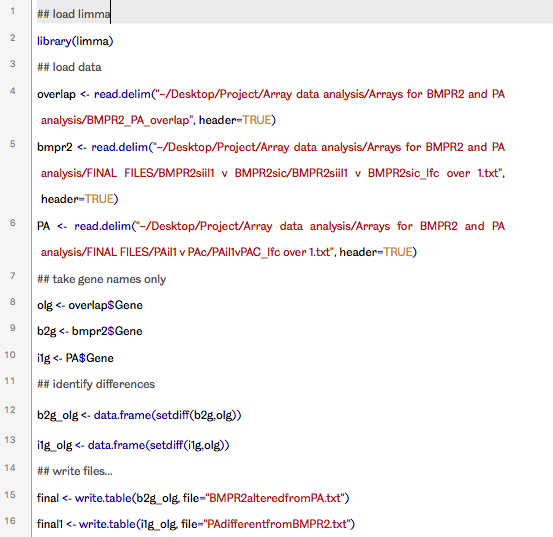 1 ## load limma
2 library(limma)
3 ## load data
4 overlap <- read.delim("~/Desktop/Project/Array data analysis/Arrays for BMPR2 and PA
analysis/BMPR2_PA_overlap", header=TRUE)
5 bmpr2 <- read.delim("~/Desktop/Project/Array data analysis/Arrays for BMPR2 and PA
analysis/FINAL FILES/BMPR2siil1 v BMPR2sic/BMPR2siil1 v BMPR2sic_lfc over 1.txt",
header=TRUE)
6 PA <- read.delim("~/Desktop/Project/Array data analysis/Arrays for BMPR2 and PA
analysis/FINAL FILES/PAil1 v PAc/PAil1vPAC_lfc over 1.txt", header=TRUE)
7 ## take gene names only
8 olg <- overlap$Gene
9 b2g <- bmpr2$Gene
10 i1g <- PA$Gene
11 ## identify differences
12 b2g_olg <- data.frame(setdiff(b2g,olg))
13 i1g_olg <- data.frame(setdiff(i1g,olg))
14 ## write files...
15 final <- write.table(b2g_olg, file="BMPR2alteredfromPA.txt")
16 final1 <- write.table(i1g_olg, file="PAdifferentfromBMPR2.txt")